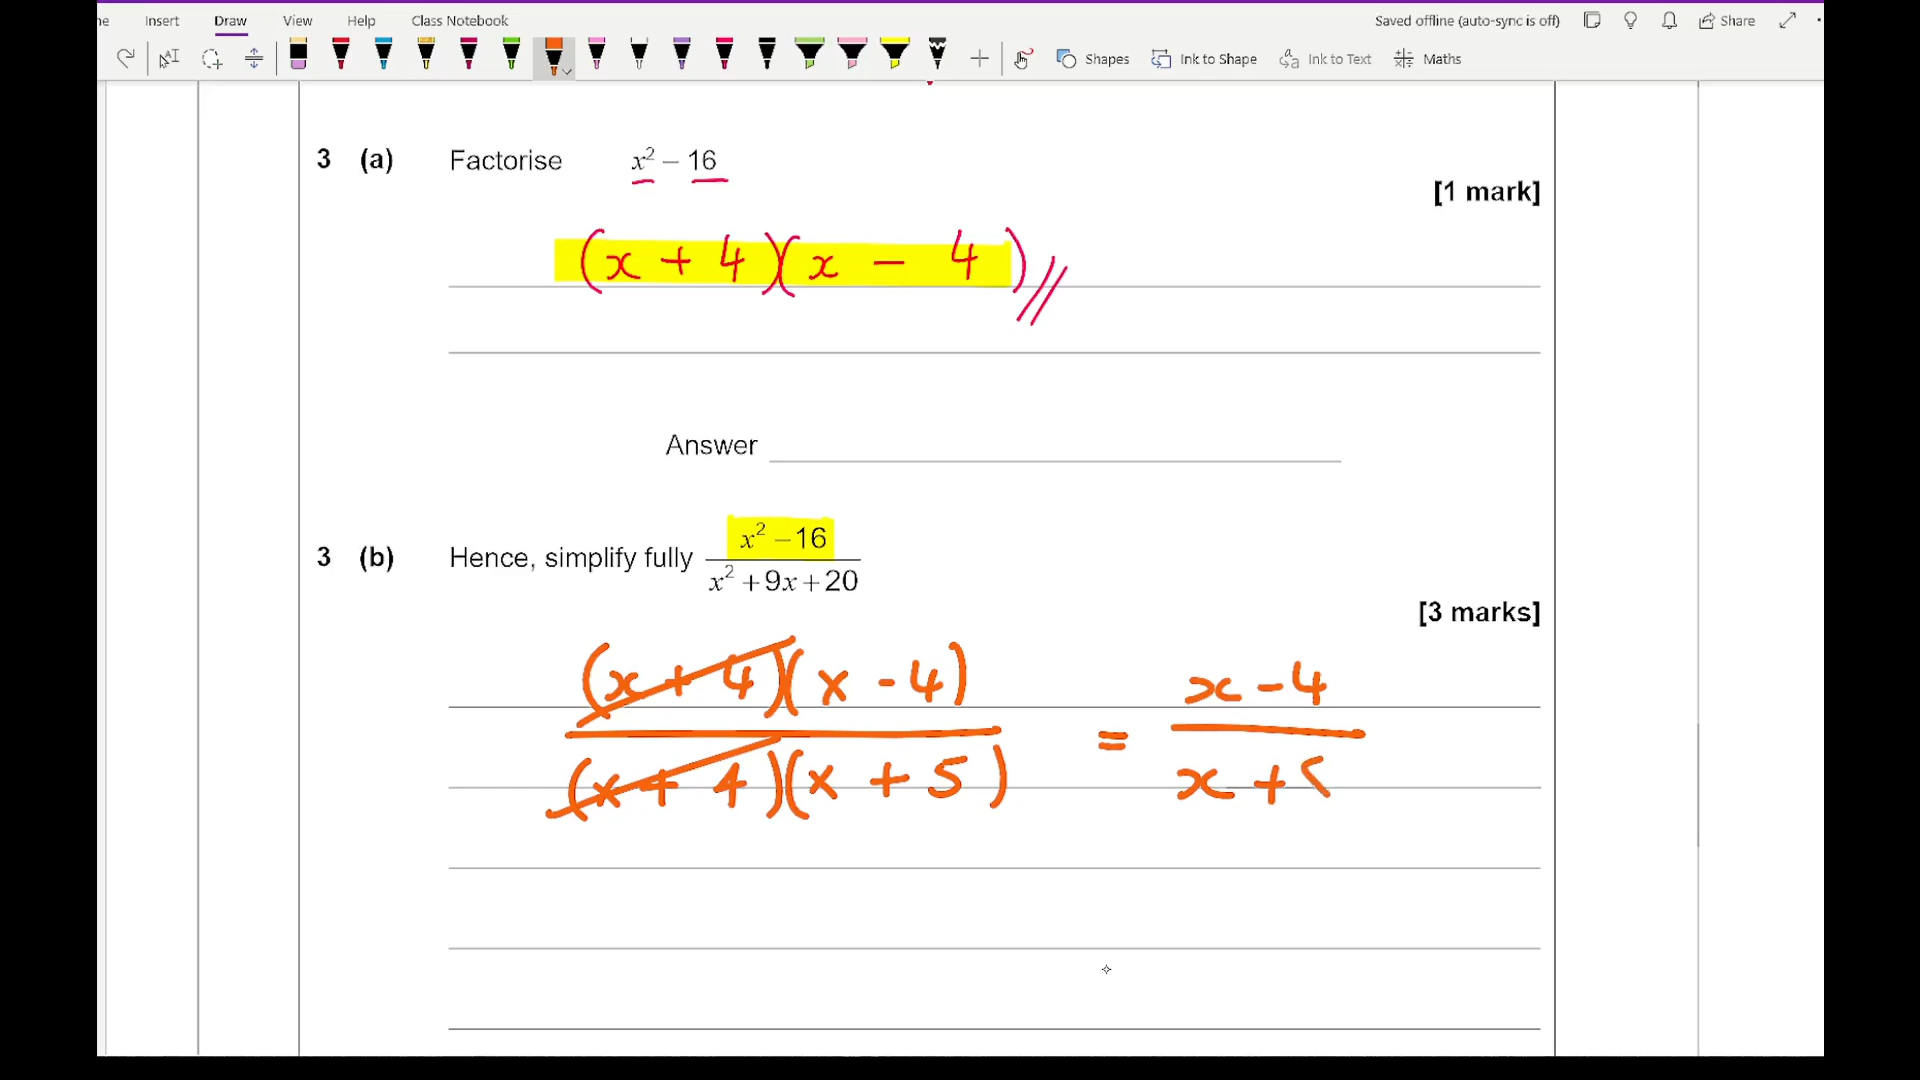 ne Insert Draw View Help Class Notebook Saved offline (auto-sync is off) Share
Shapes Ink to Shape Ink to Text Maths
3 (a) Factorise x² – 16
[1 mark]
(x + 4)(x - 4)
Answer
3 (b) Hence, simplify fully x² – 16 / x² + 9x + 20
[3 marks]
(x + 4)(x - 4) / (x + 4)(x + 5) = x - 4 / x +